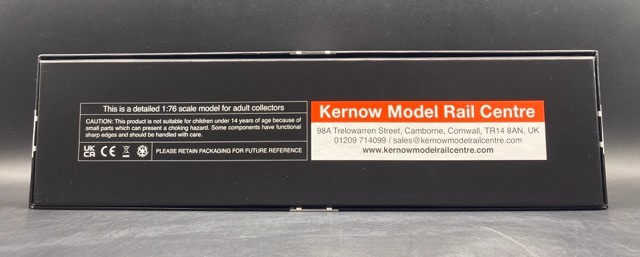 This is a detailed 1:76 scale model for adult collectors
CAUTION: This product is not suitable for children under 14 years of age because of
small parts which can present a choking hazard. Some components have functional
sharp edges and should be handled with care.
UK
CA
CE
PLEASE RETAIN PACKAGING FOR FUTURE REFERENCE
Kernow Model Rail Centre
98A Trelowarren Street, Camborne, Cornwall, TR14 8AN, UK
01209 714099 / sales@kernowmodelrailcentre.com
www.kernowmodelrailcentre.com